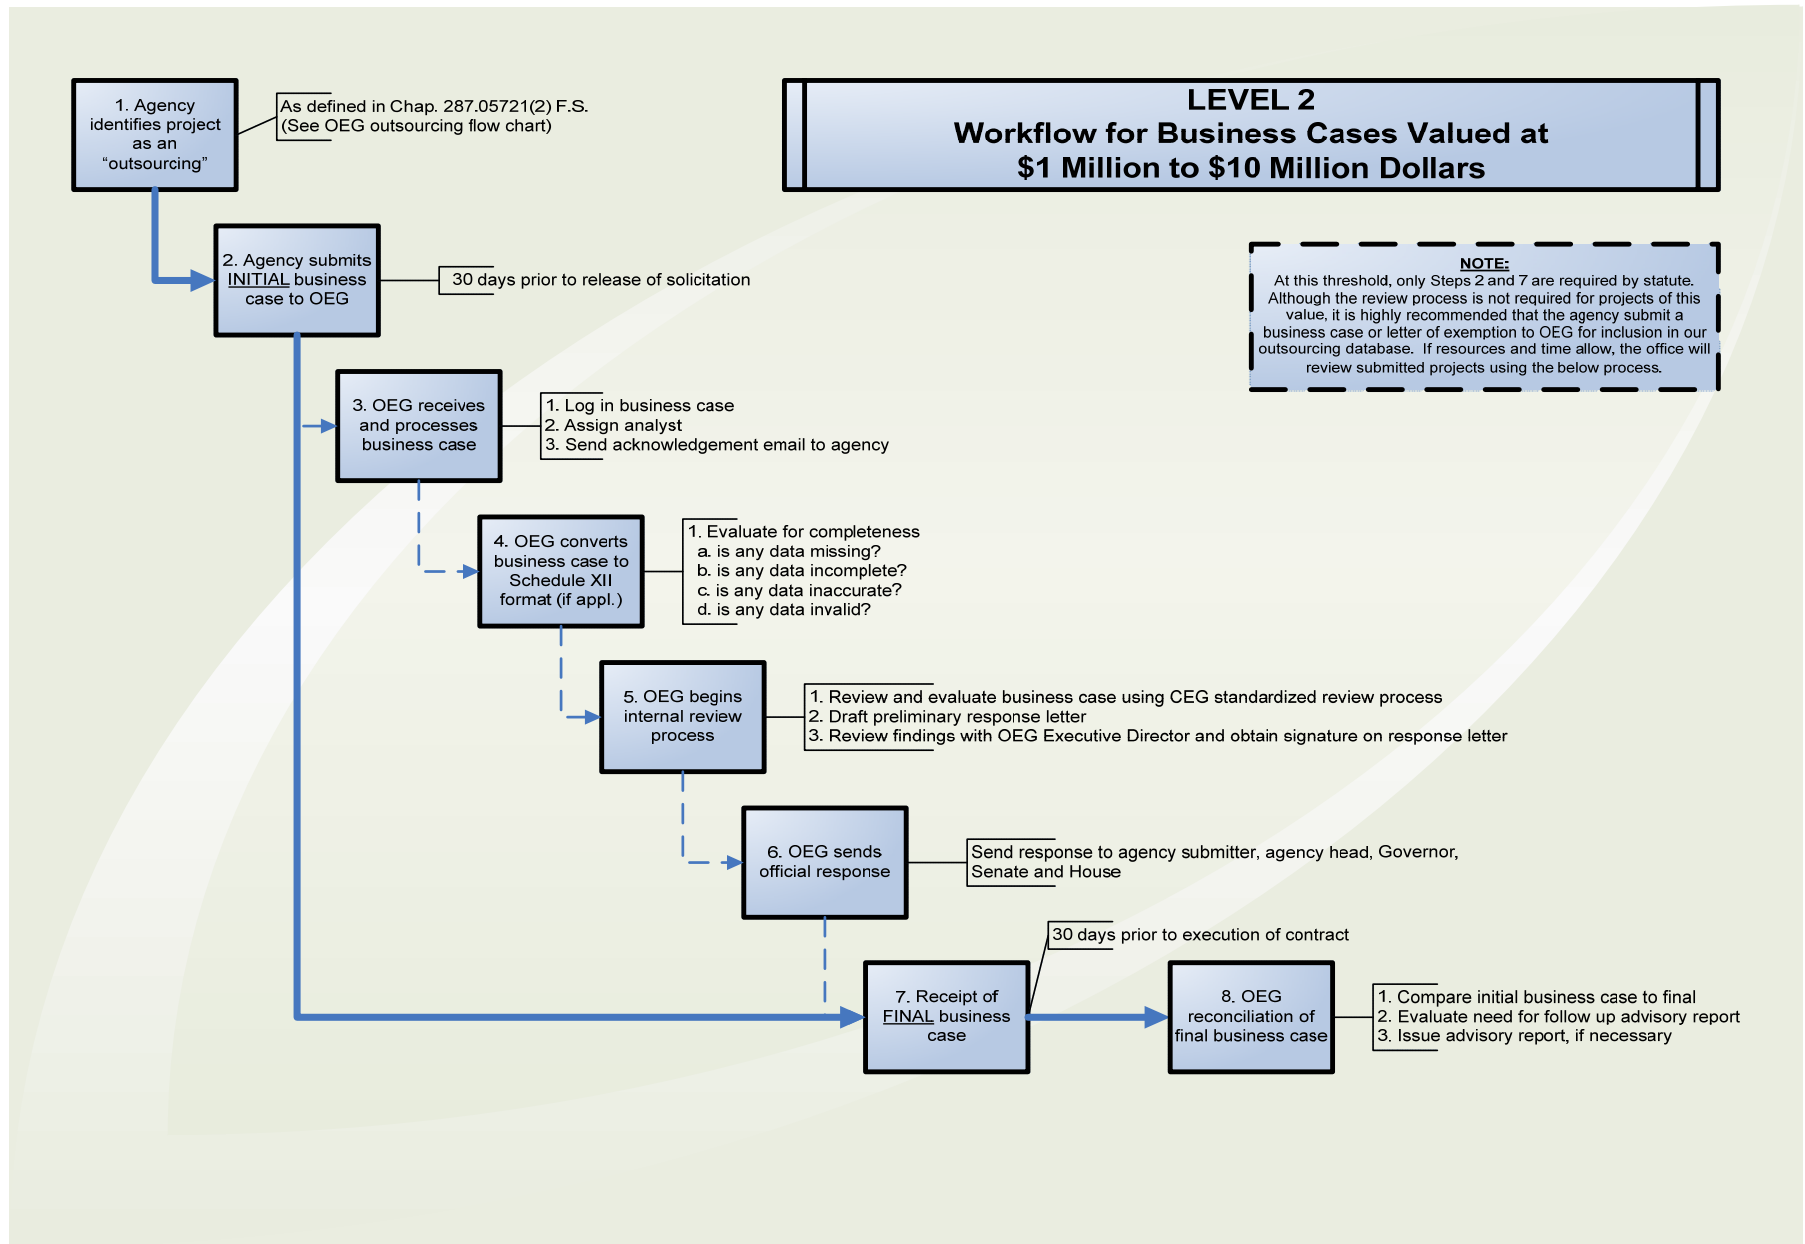 LEVEL 2
Workflow for Business Cases Valued at
$1 Million to $10 Million Dollars
1. Agency
identifies project
as an
“outsourcing”
As defined in Chap. 287.05721(2) F.S.
(See OEG outsourcing flow chart)
2. Agency submits
INITIAL business
case to OEG
30 days prior to release of solicitation
NOTE:
At this threshold, only Steps 2 and 7 are required by statute.
Although the review process is not required for projects of this
value, it is highly recommended that the agency submit a
business case or letter of exemption to OEG for inclusion in our
outsourcing database. If resources and time allow, the office will
review submitted projects using the below process.
3. OEG receives
and processes
business case
1. Log in business case
2. Assign analyst
3. Send acknowledgement email to agency
4. OEG converts
business case to
Schedule XII
format (if appl.)
1. Evaluate for completeness
a. is any data missing?
b. is any data incomplete?
c. is any data inaccurate?
d. is any data invalid?
5. OEG begins
internal review
process
1. Review and evaluate business case using CEG standardized review process
2. Draft preliminary response letter
3. Review findings with OEG Executive Director and obtain signature on response letter
6. OEG sends
official response
Send response to agency submitter, agency head, Governor,
Senate and House
7. Receipt of
FINAL business
case
30 days prior to execution of contract
8. OEG
reconciliation of
final business case
1. Compare initial business case to final
2. Evaluate need for follow up advisory report
3. Issue advisory report, if necessary